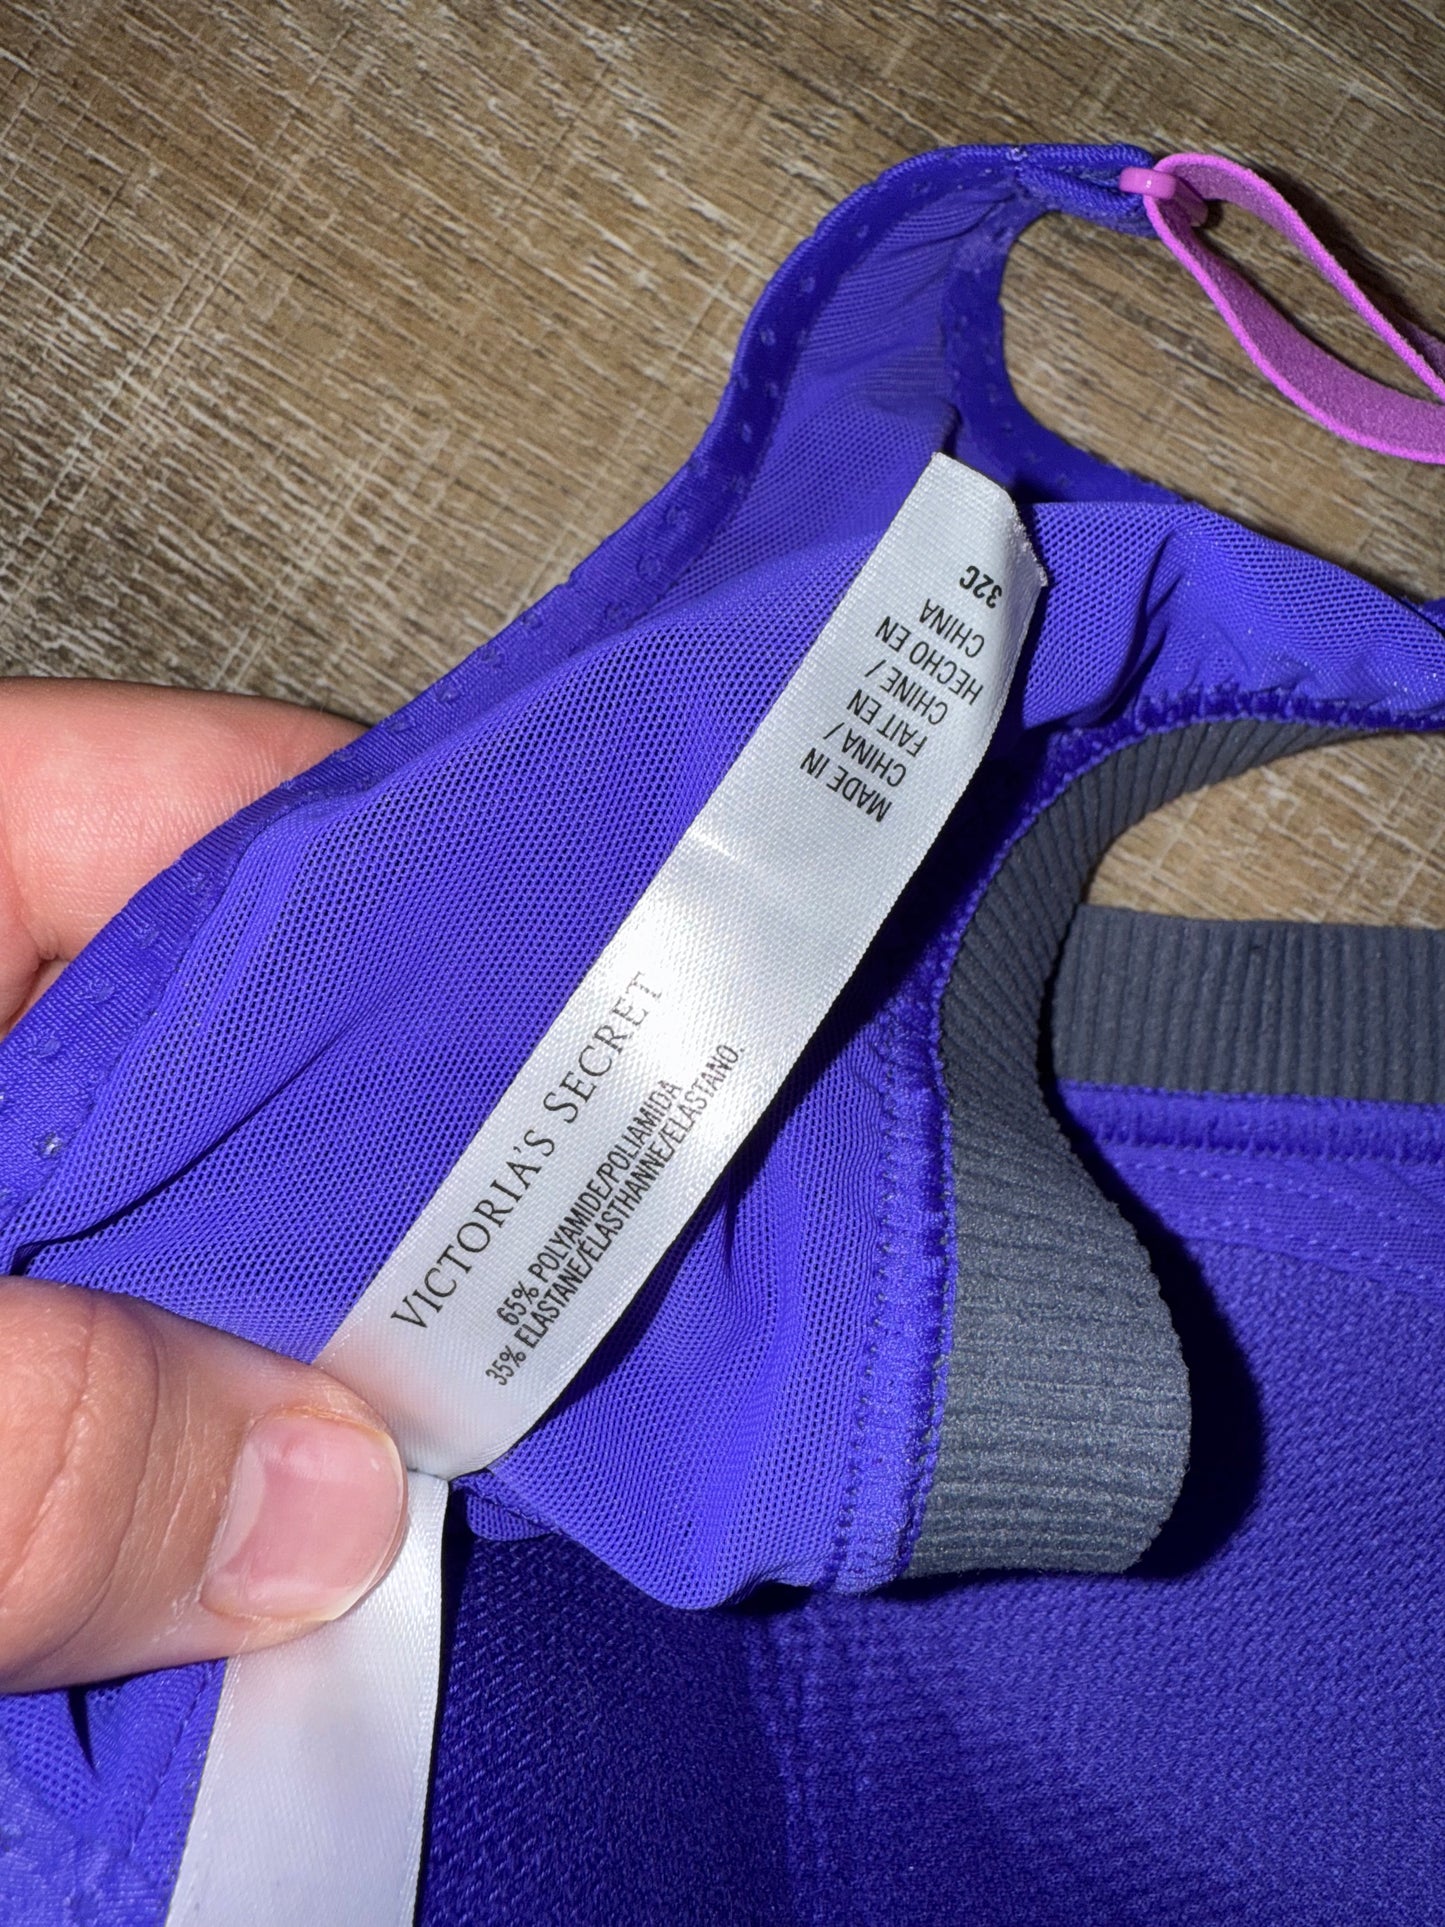 VICTORIA'S SECRET
65% POLYAMIDE/POLIAMIDA
35% ELASTANE/ÉLASTHANNE/ELASTANO.
MADE IN
CHINA/
FAIT EN
CHINE/
HECHO EN
CHINA
32C